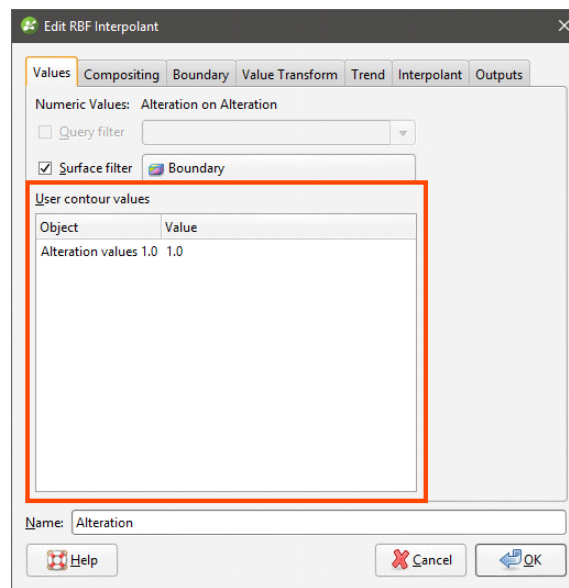 Edit RBF Interpolant
Values Compositing Boundary Value Transform Trend Interpolant Outputs
Numeric Values: Alteration on Alteration
Query filter
Surface filter Boundary
User contour values
Object Value
Alteration values 1.0 1.0
Name: Alteration
Help Cancel OK